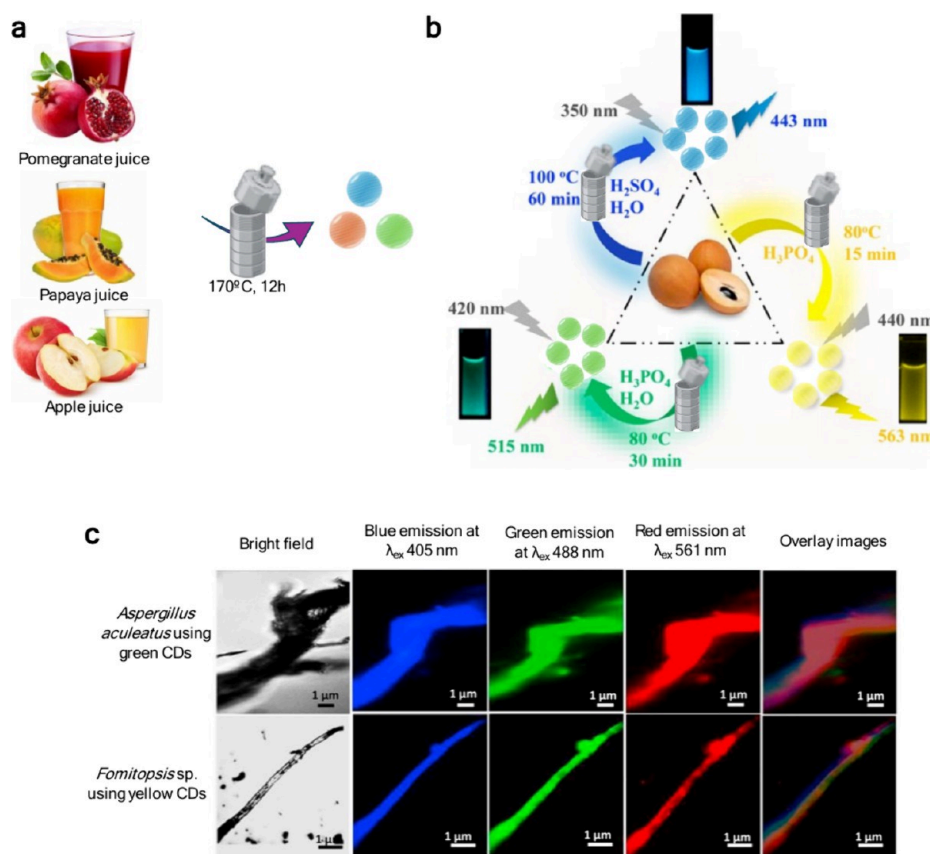 a
Pomegranate juice
Papaya juice
Apple juice
170ºC, 12h
b
350 nm
443 nm
100 °C
60 min
H₂SO₄
H₂O
H₃PO₄
80°C
15 min
420 nm
440 nm
H₃PO₄
H₂O
515 nm
80 °C
30 min
563 nm
c
Bright field
Blue emission at
λex 405 nm
Green emission
at λex 488 nm
Red emission at
λex 561 nm
Overlay images
Aspergillus
aculeatus using
green CDs
1 µm
1 µm
1 µm
1 µm
1 µm
Fomitopsis sp.
using yellow CDs
1 µm
1 µm
1 µm
1 µm
1 µm